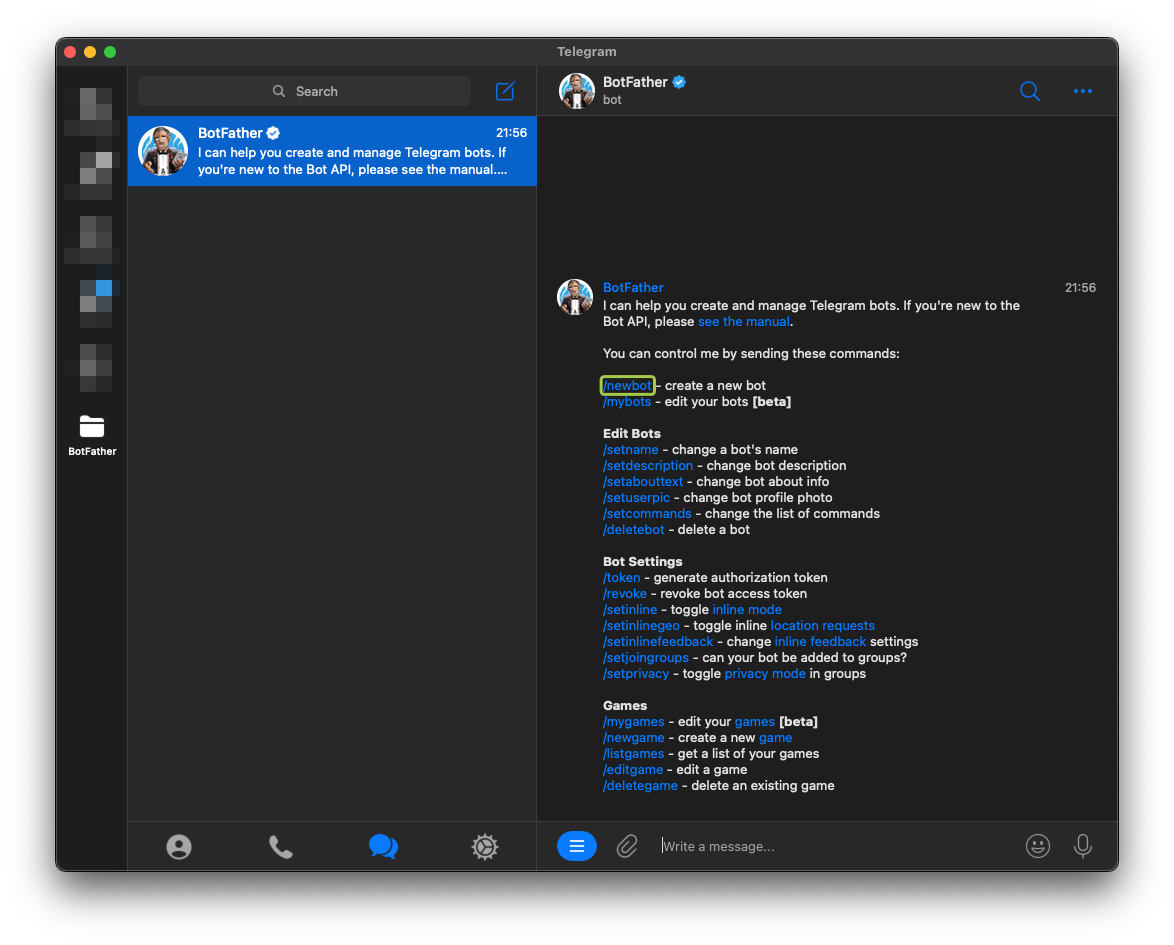 Telegram
Search
BotFather
21:56
I can help you create and manage Telegram bots. If
you're new to the Bot API, please see the manual....
BotFather
BotFather
bot
BotFather
21:56
I can help you create and manage Telegram bots. If you're new to the
Bot API, please see the manual.
You can control me by sending these commands:
/newbot - create a new bot
/mybots - edit your bots [beta]
Edit Bots
/setname - change a bot's name
/setdescription - change bot description
/setabouttext - change bot about info
/setuserpic - change bot profile photo
/setcommands - change the list of commands
/deletebot - delete a bot
Bot Settings
/token - generate authorization token
/revoke - revoke bot access token
/setinline - toggle inline mode
/setinlinegeo - toggle inline location requests
/setinlinefeedback - change inline feedback settings
/setjoingroups - can your bot be added to groups?
/setprivacy - toggle privacy mode in groups
Games
/mygames - edit your games [beta]
/newgame - create a new game
/listgames - get a list of your games
/editgame - edit a game
/deletegame - delete an existing game
Write a message...